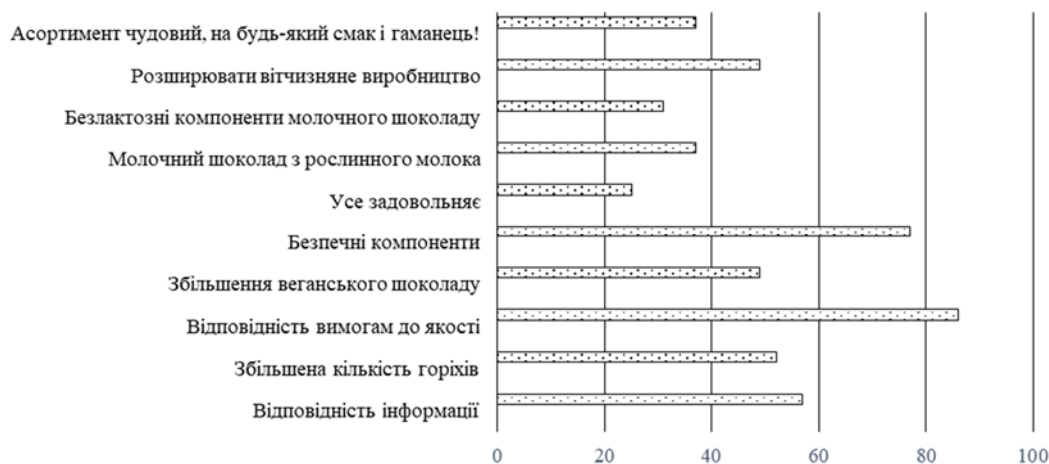 Асортимент чудовий, на будь-який смак і гаманець!
Розширювати вітчизняне виробництво
Безлактозні компоненти молочного шоколаду
Молочний шоколад з рослинного молока
Усе задовольняє
Безпечні компоненти
Збільшення веганського шоколаду
Відповідність вимогам до якості
Збільшена кількість горіхів
Відповідність інформації
0 20 40 60 80 100